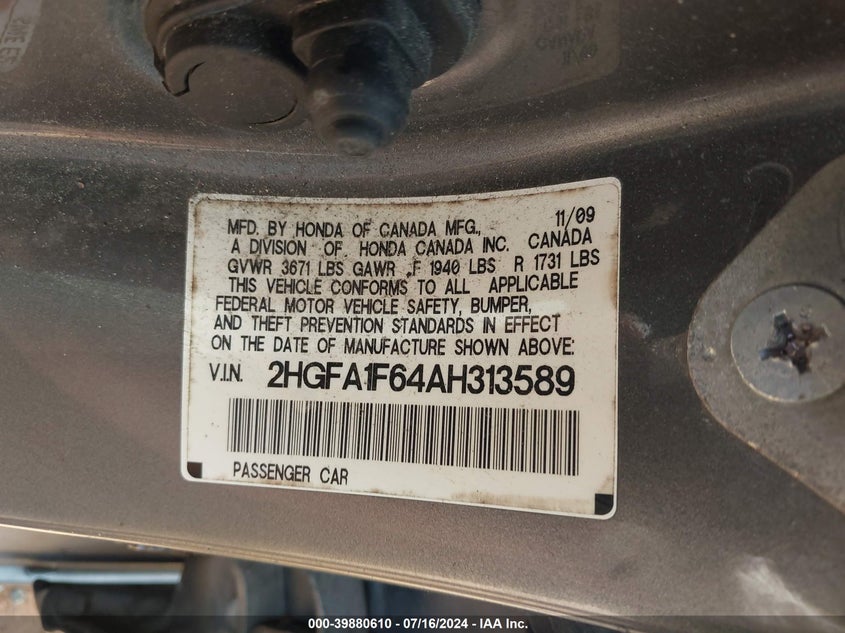 MFD. BY HONDA OF CANADA MFG., 11/09
A DIVISION OF HONDA CANADA INC. CANADA
GVWR 3671 LBS GAWR F 1940 LBS R 1731 LBS
THIS VEHICLE CONFORMS TO ALL APPLICABLE
FEDERAL MOTOR VEHICLE SAFETY, BUMPER,
AND THEFT PREVENTION STANDARDS IN EFFECT
ON THE DATE OF MANUFACTURE SHOWN ABOVE:
V.I.N. 2HGFA1F64AH313589
PASSENGER CAR
000-39880610 - 07/16/2024 - IAA Inc.